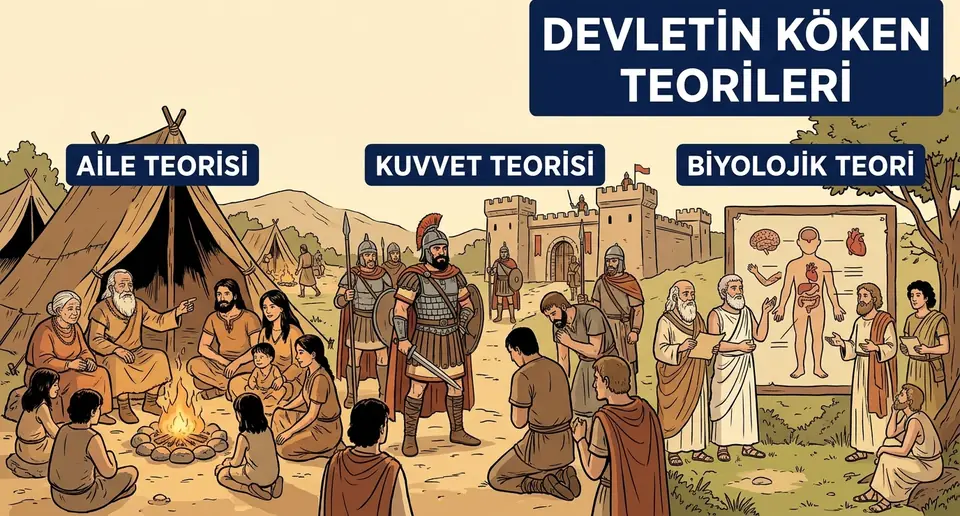 DEVLETİN KÖKEN
TEORİLERİ
AİLE TEORİSİ
KUVVET TEORİSİ
BİYOLOJİK TEORİ